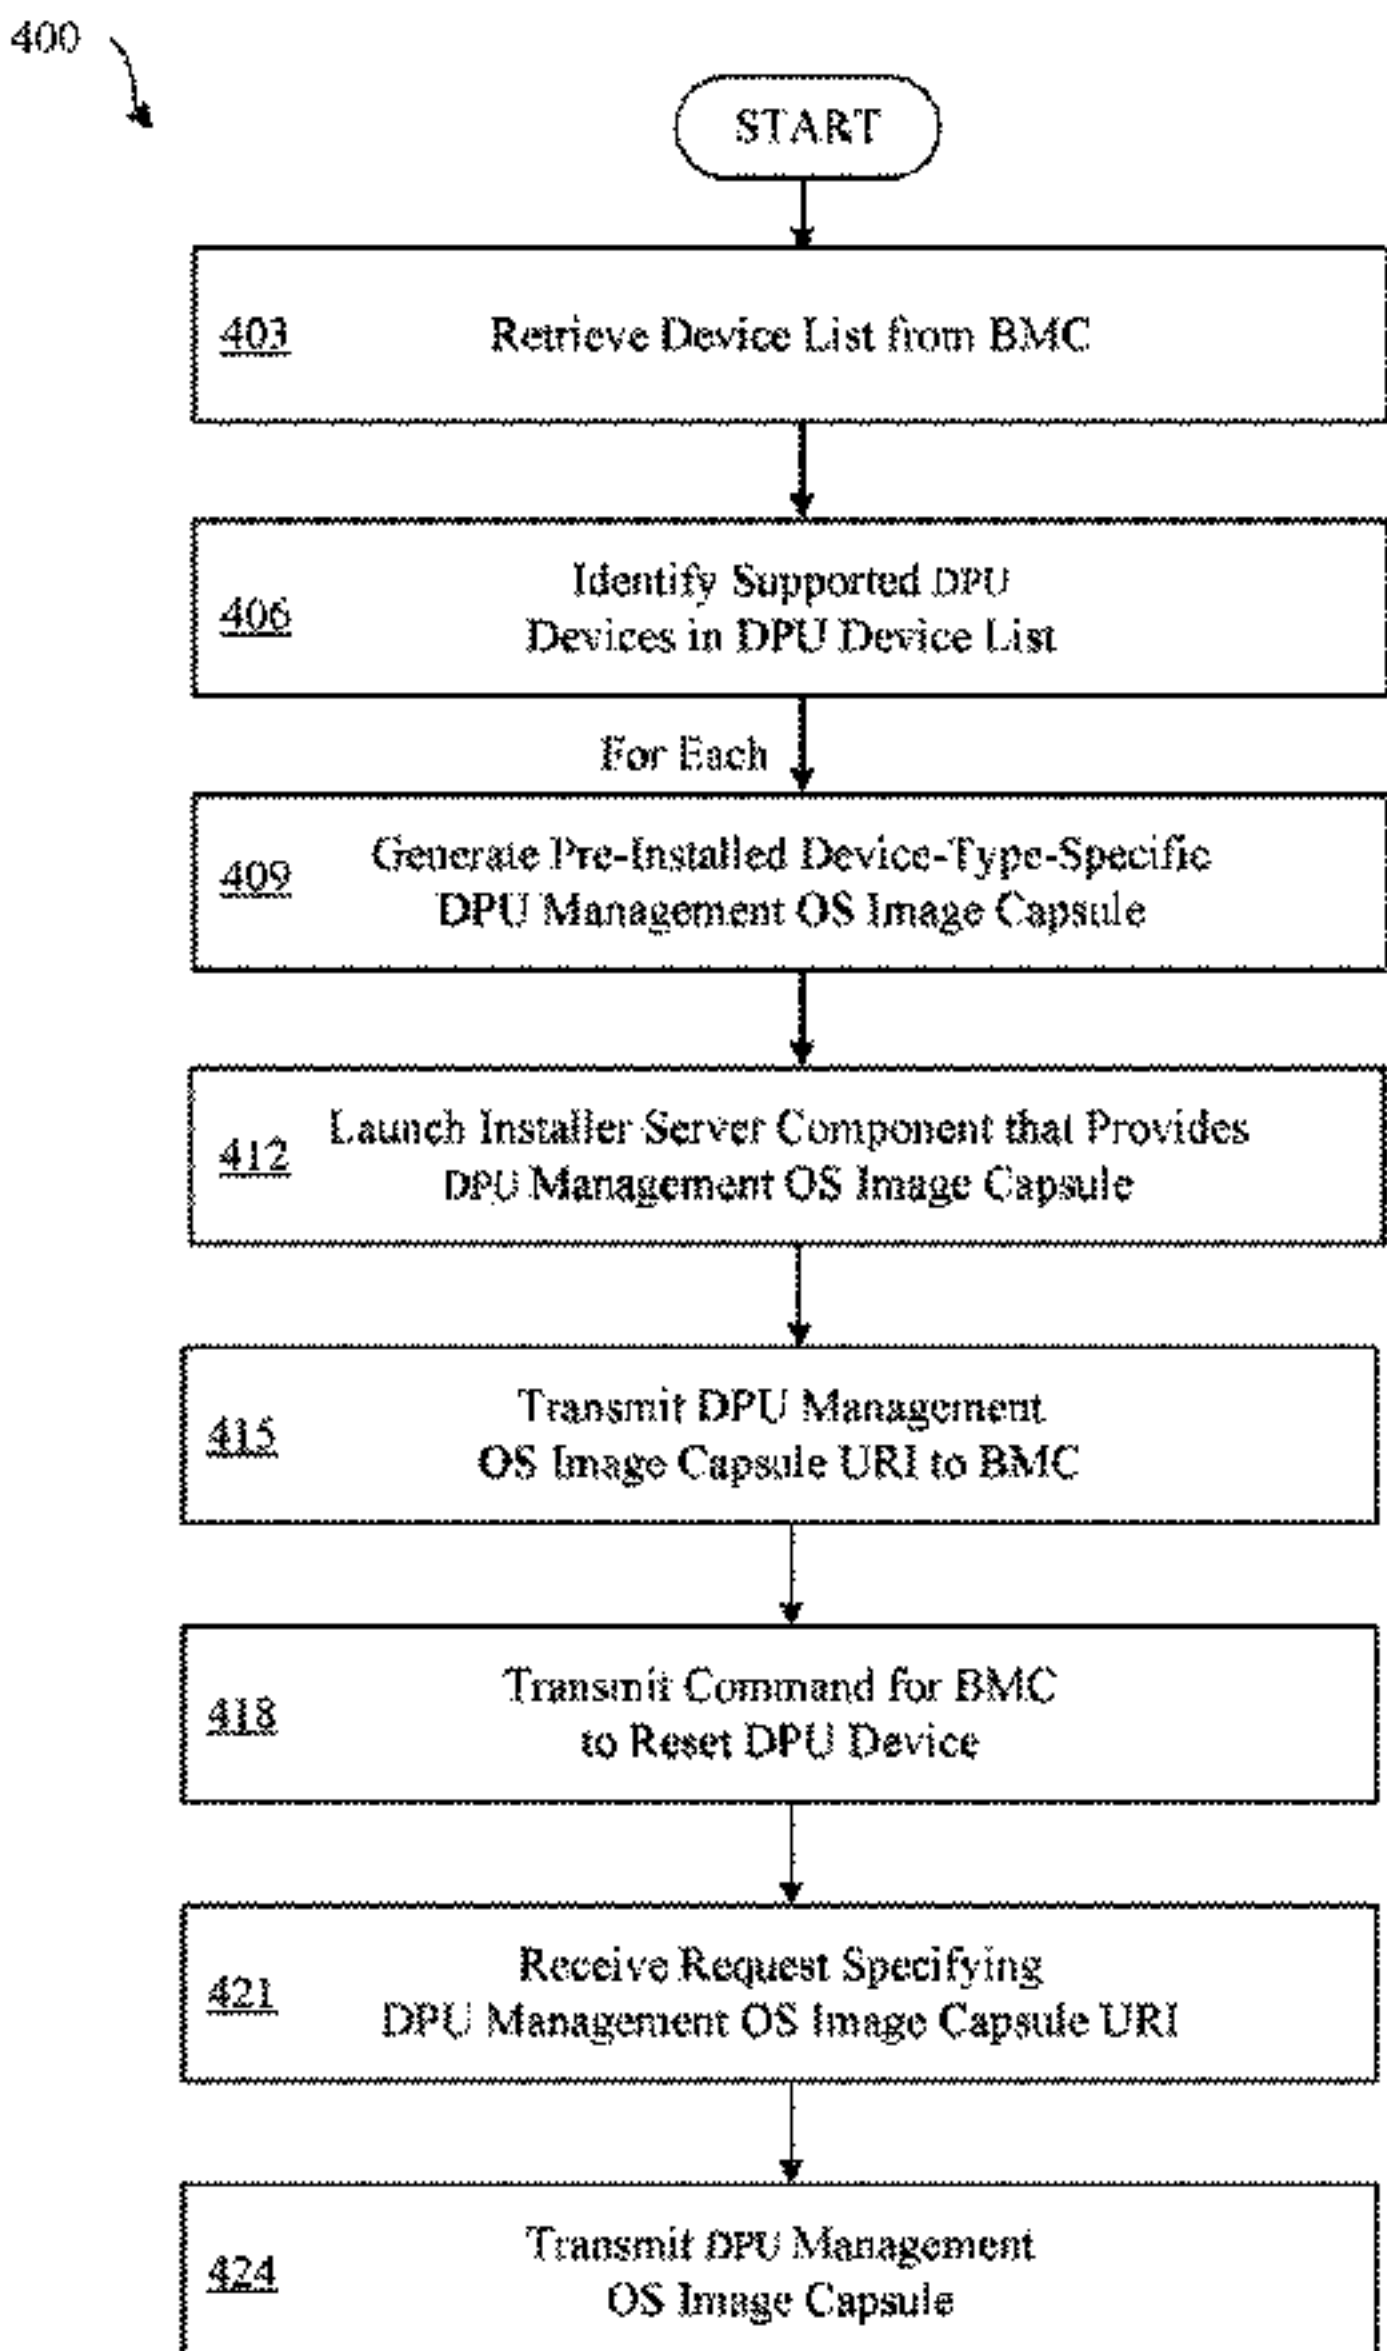 400
START
403
Retrieve Device List from BMC
406
Identify Supported DPU
Devices in DPU Device List
For Each
409
Generate Pre-Installed Device-Type-Specific
DPU Management OS Image Capsule
412
Launch Installer Server Component that Provides
DPU Management OS Image Capsule
415
Transmit DPU Management
OS Image Capsule URI to BMC
418
Transmit Command for BMC
to Reset DPU Device
421
Receive Request Specifying
DPU Management OS Image Capsule URI
424
Transmit DPU Management
OS Image Capsule